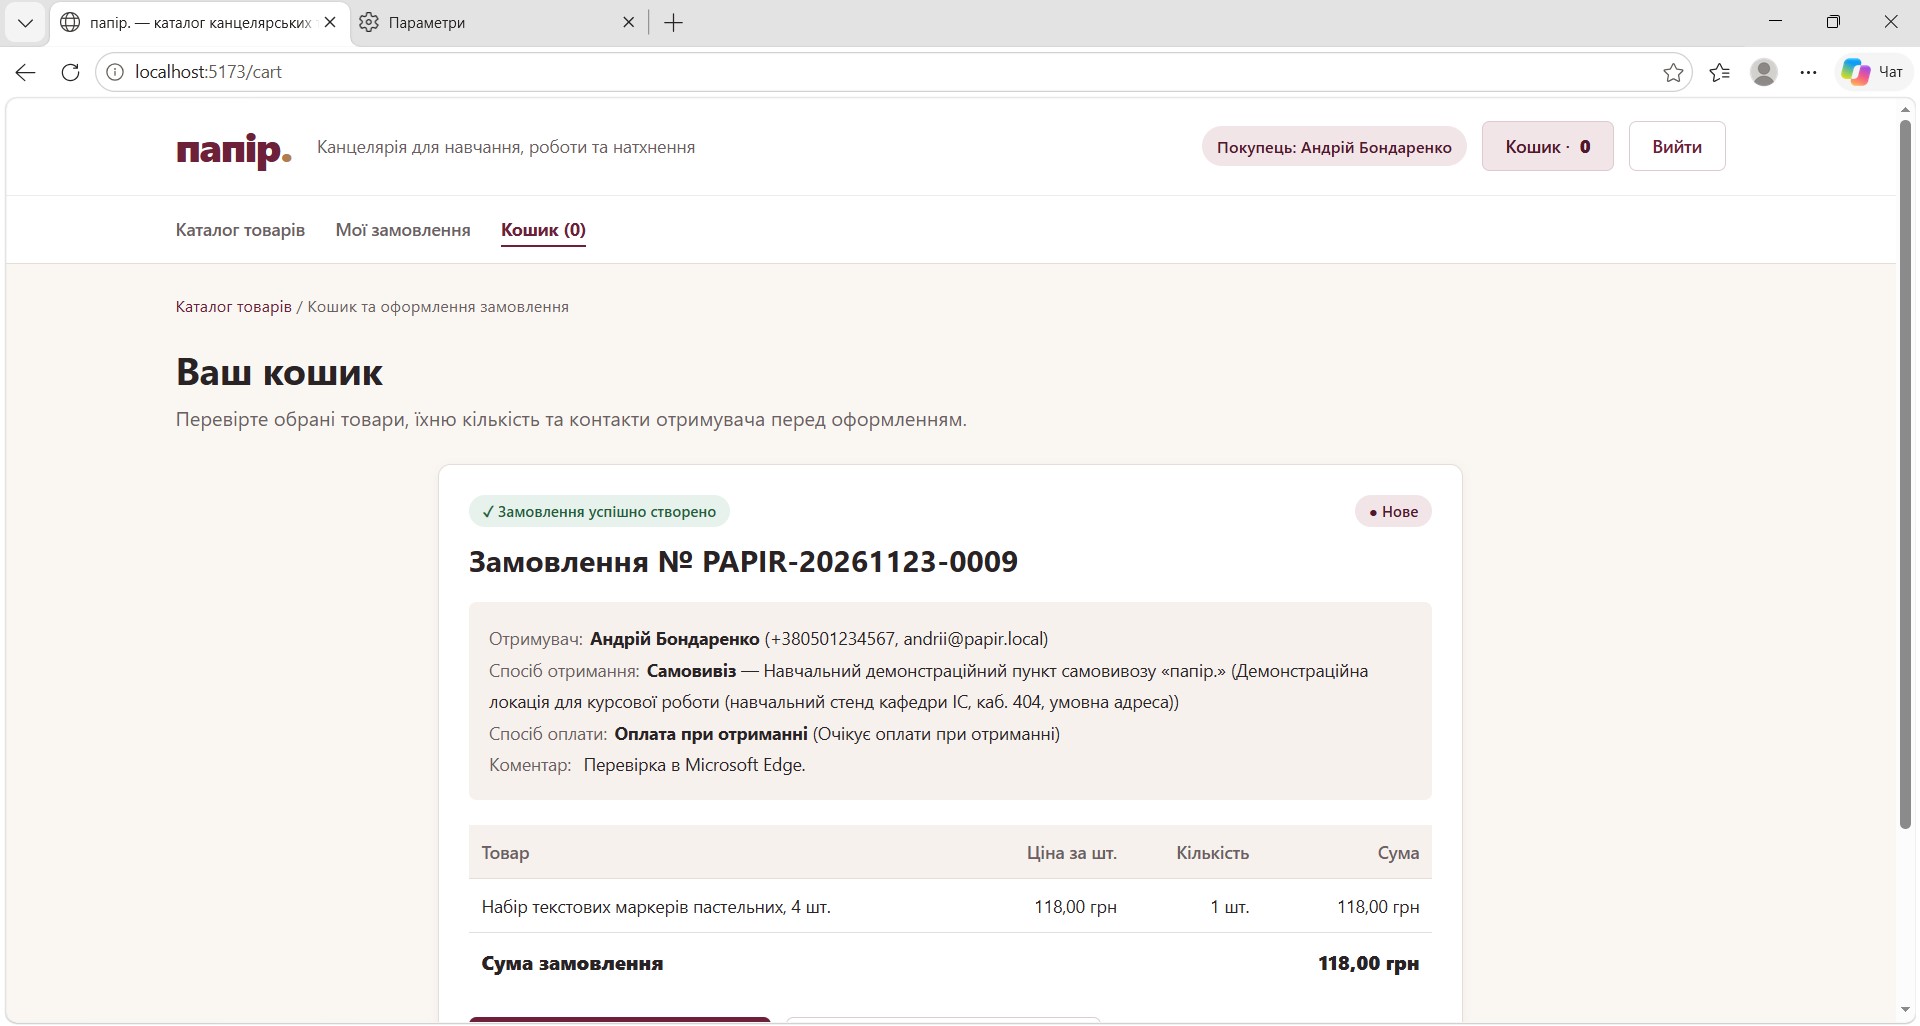 папір. — каталог канцелярських
Параметри
localhost:5173/cart
Чат
папір.
Канцелярія для навчання, роботи та натхнення
Покупець: Андрій Бондаренко
Кошик · 0
Вийти
Каталог товарів
Мої замовлення
Кошик (0)
Каталог товарів / Кошик та оформлення замовлення
Ваш кошик
Перевірте обрані товари, їхню кількість та контакти отримувача перед оформленням.
✓ Замовлення успішно створено
● Нове
Замовлення № PAPIR-20261123-0009
Отримувач: Андрій Бондаренко (+380501234567, andrii@papir.local)
Спосіб отримання: Самовивіз — Навчальний демонстраційний пункт самовивозу «папір.» (Демонстраційна
локація для курсової роботи (навчальний стенд кафедри ІС, каб. 404, умовна адреса))
Спосіб оплати: Оплата при отриманні (Очікує оплати при отриманні)
Коментар: Перевірка в Microsoft Edge.
Товар Ціна за шт. Кількість Сума
Набір текстових маркерів пастельних, 4 шт. 118,00 грн 1 шт. 118,00 грн
Сума замовлення 118,00 грн